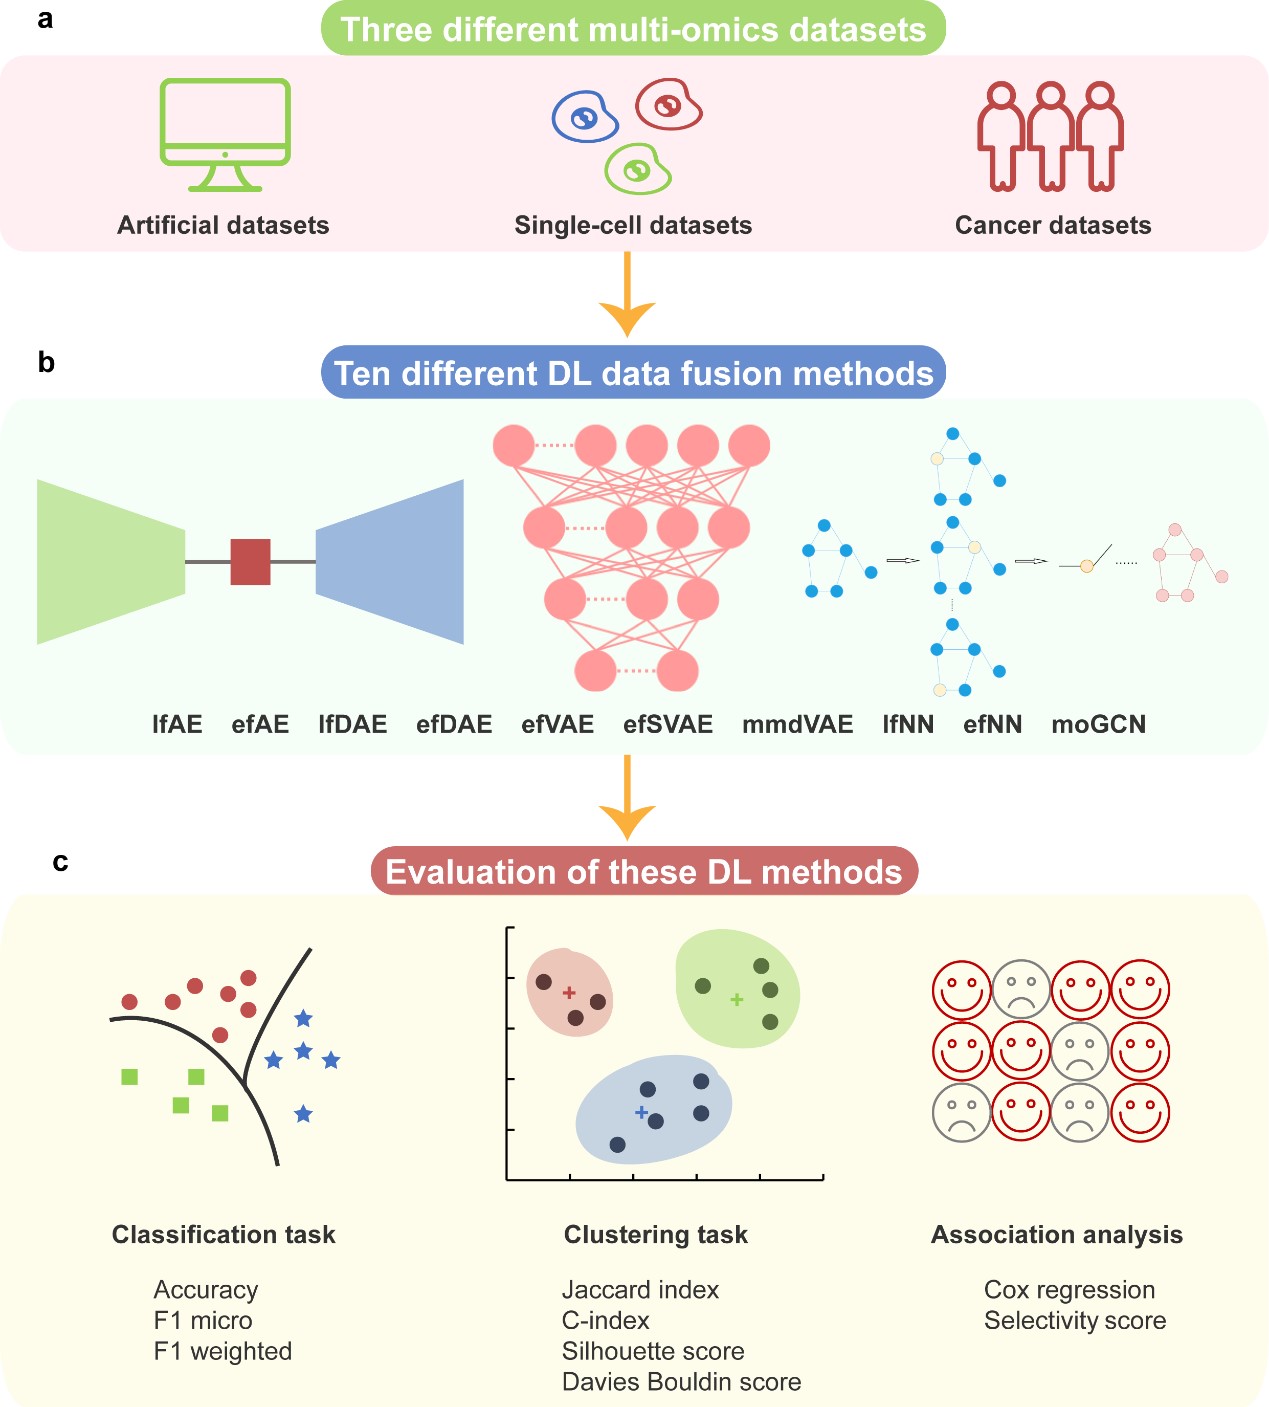 a
Three different multi-omics datasets
Artificial datasets
Single-cell datasets
Cancer datasets
b
Ten different DL data fusion methods
lfAE efAE lfDAE efDAE efVAE efSVAE mmdVAE lfNN efNN moGCN
c
Evaluation of these DL methods
Classification task
Accuracy
F1 micro
F1 weighted
Clustering task
Jaccard index
C-index
Silhouette score
Davies Bouldin score
Association analysis
Cox regression
Selectivity score